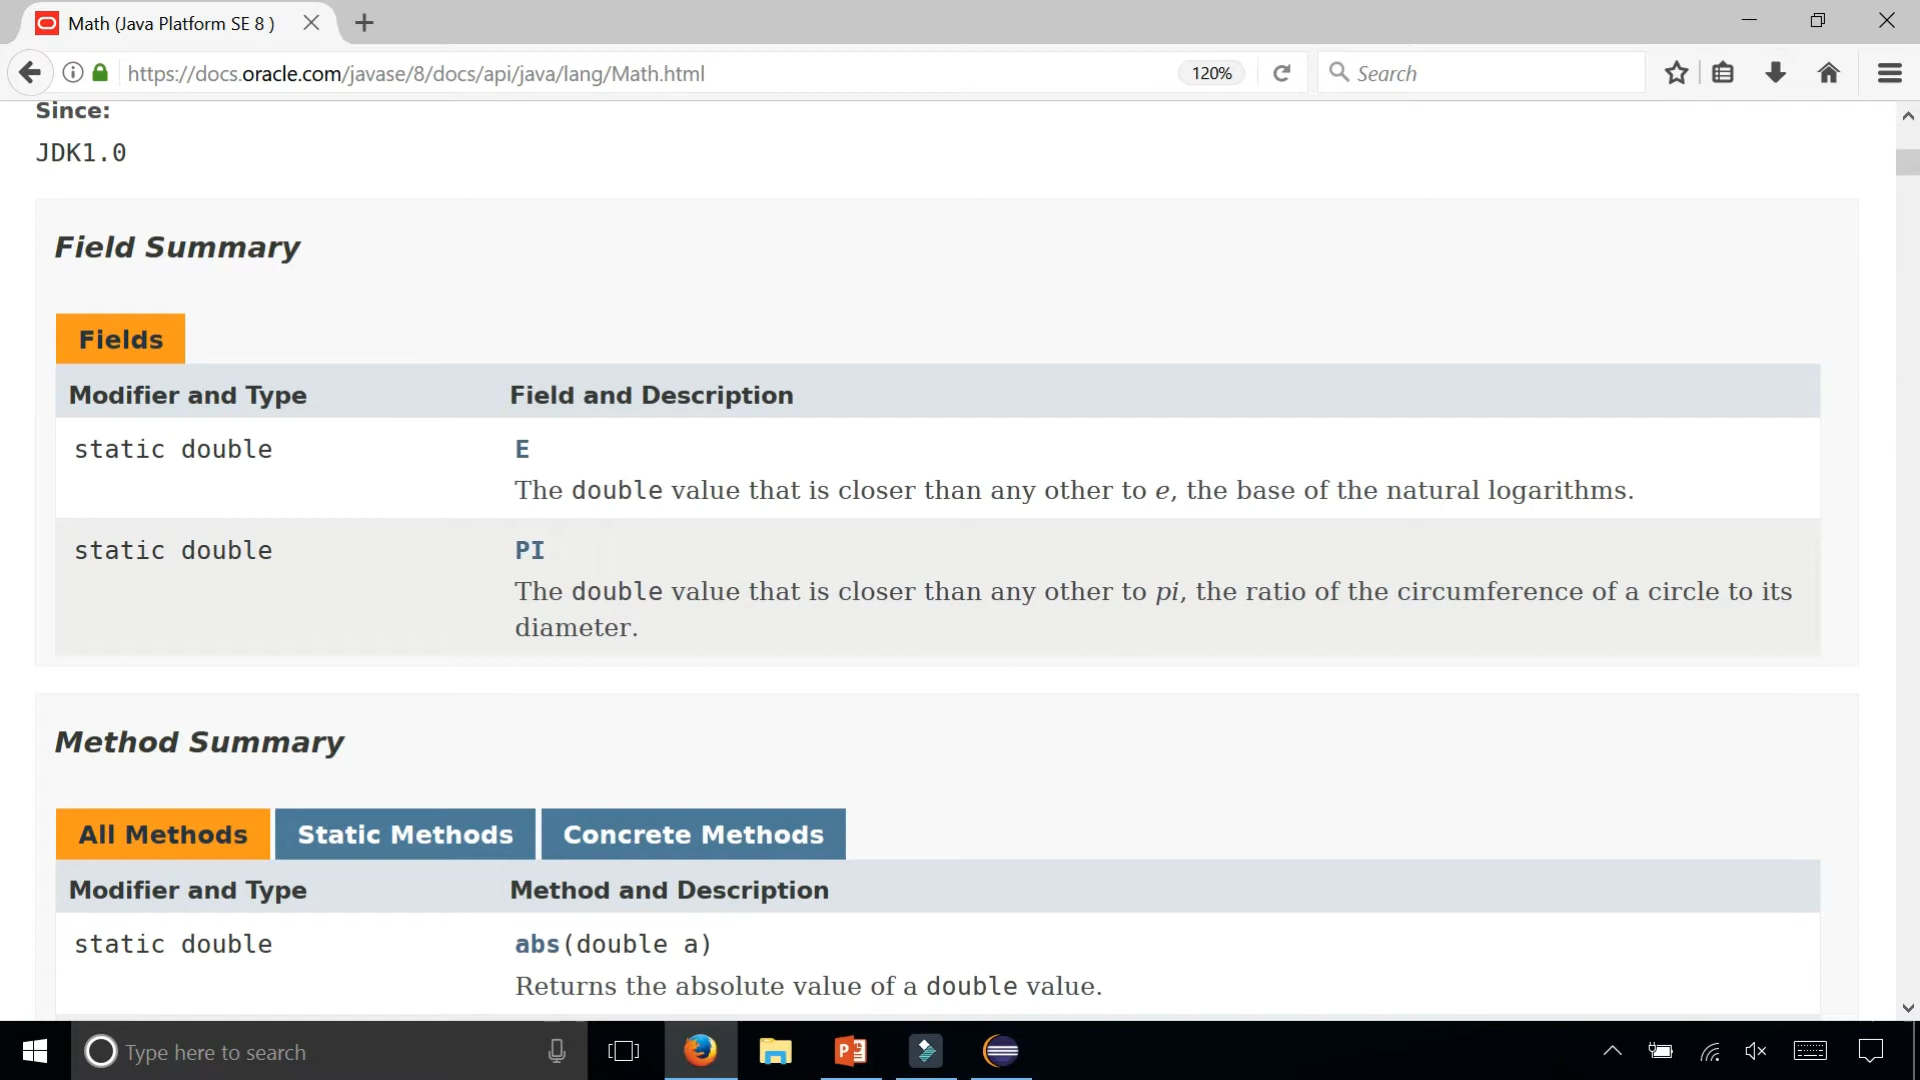 Math (Java Platform SE 8 )
https://docs.oracle.com/javase/8/docs/api/java/lang/Math.html
120%
Search
Since:
JDK1.0
Field Summary
Fields
Modifier and Type Field and Description
static double E
The double value that is closer than any other to e, the base of the natural logarithms.
static double PI
The double value that is closer than any other to pi, the ratio of the circumference of a circle to its
diameter.
Method Summary
All Methods Static Methods Concrete Methods
Modifier and Type Method and Description
static double abs(double a)
Returns the absolute value of a double value.
Type here to search